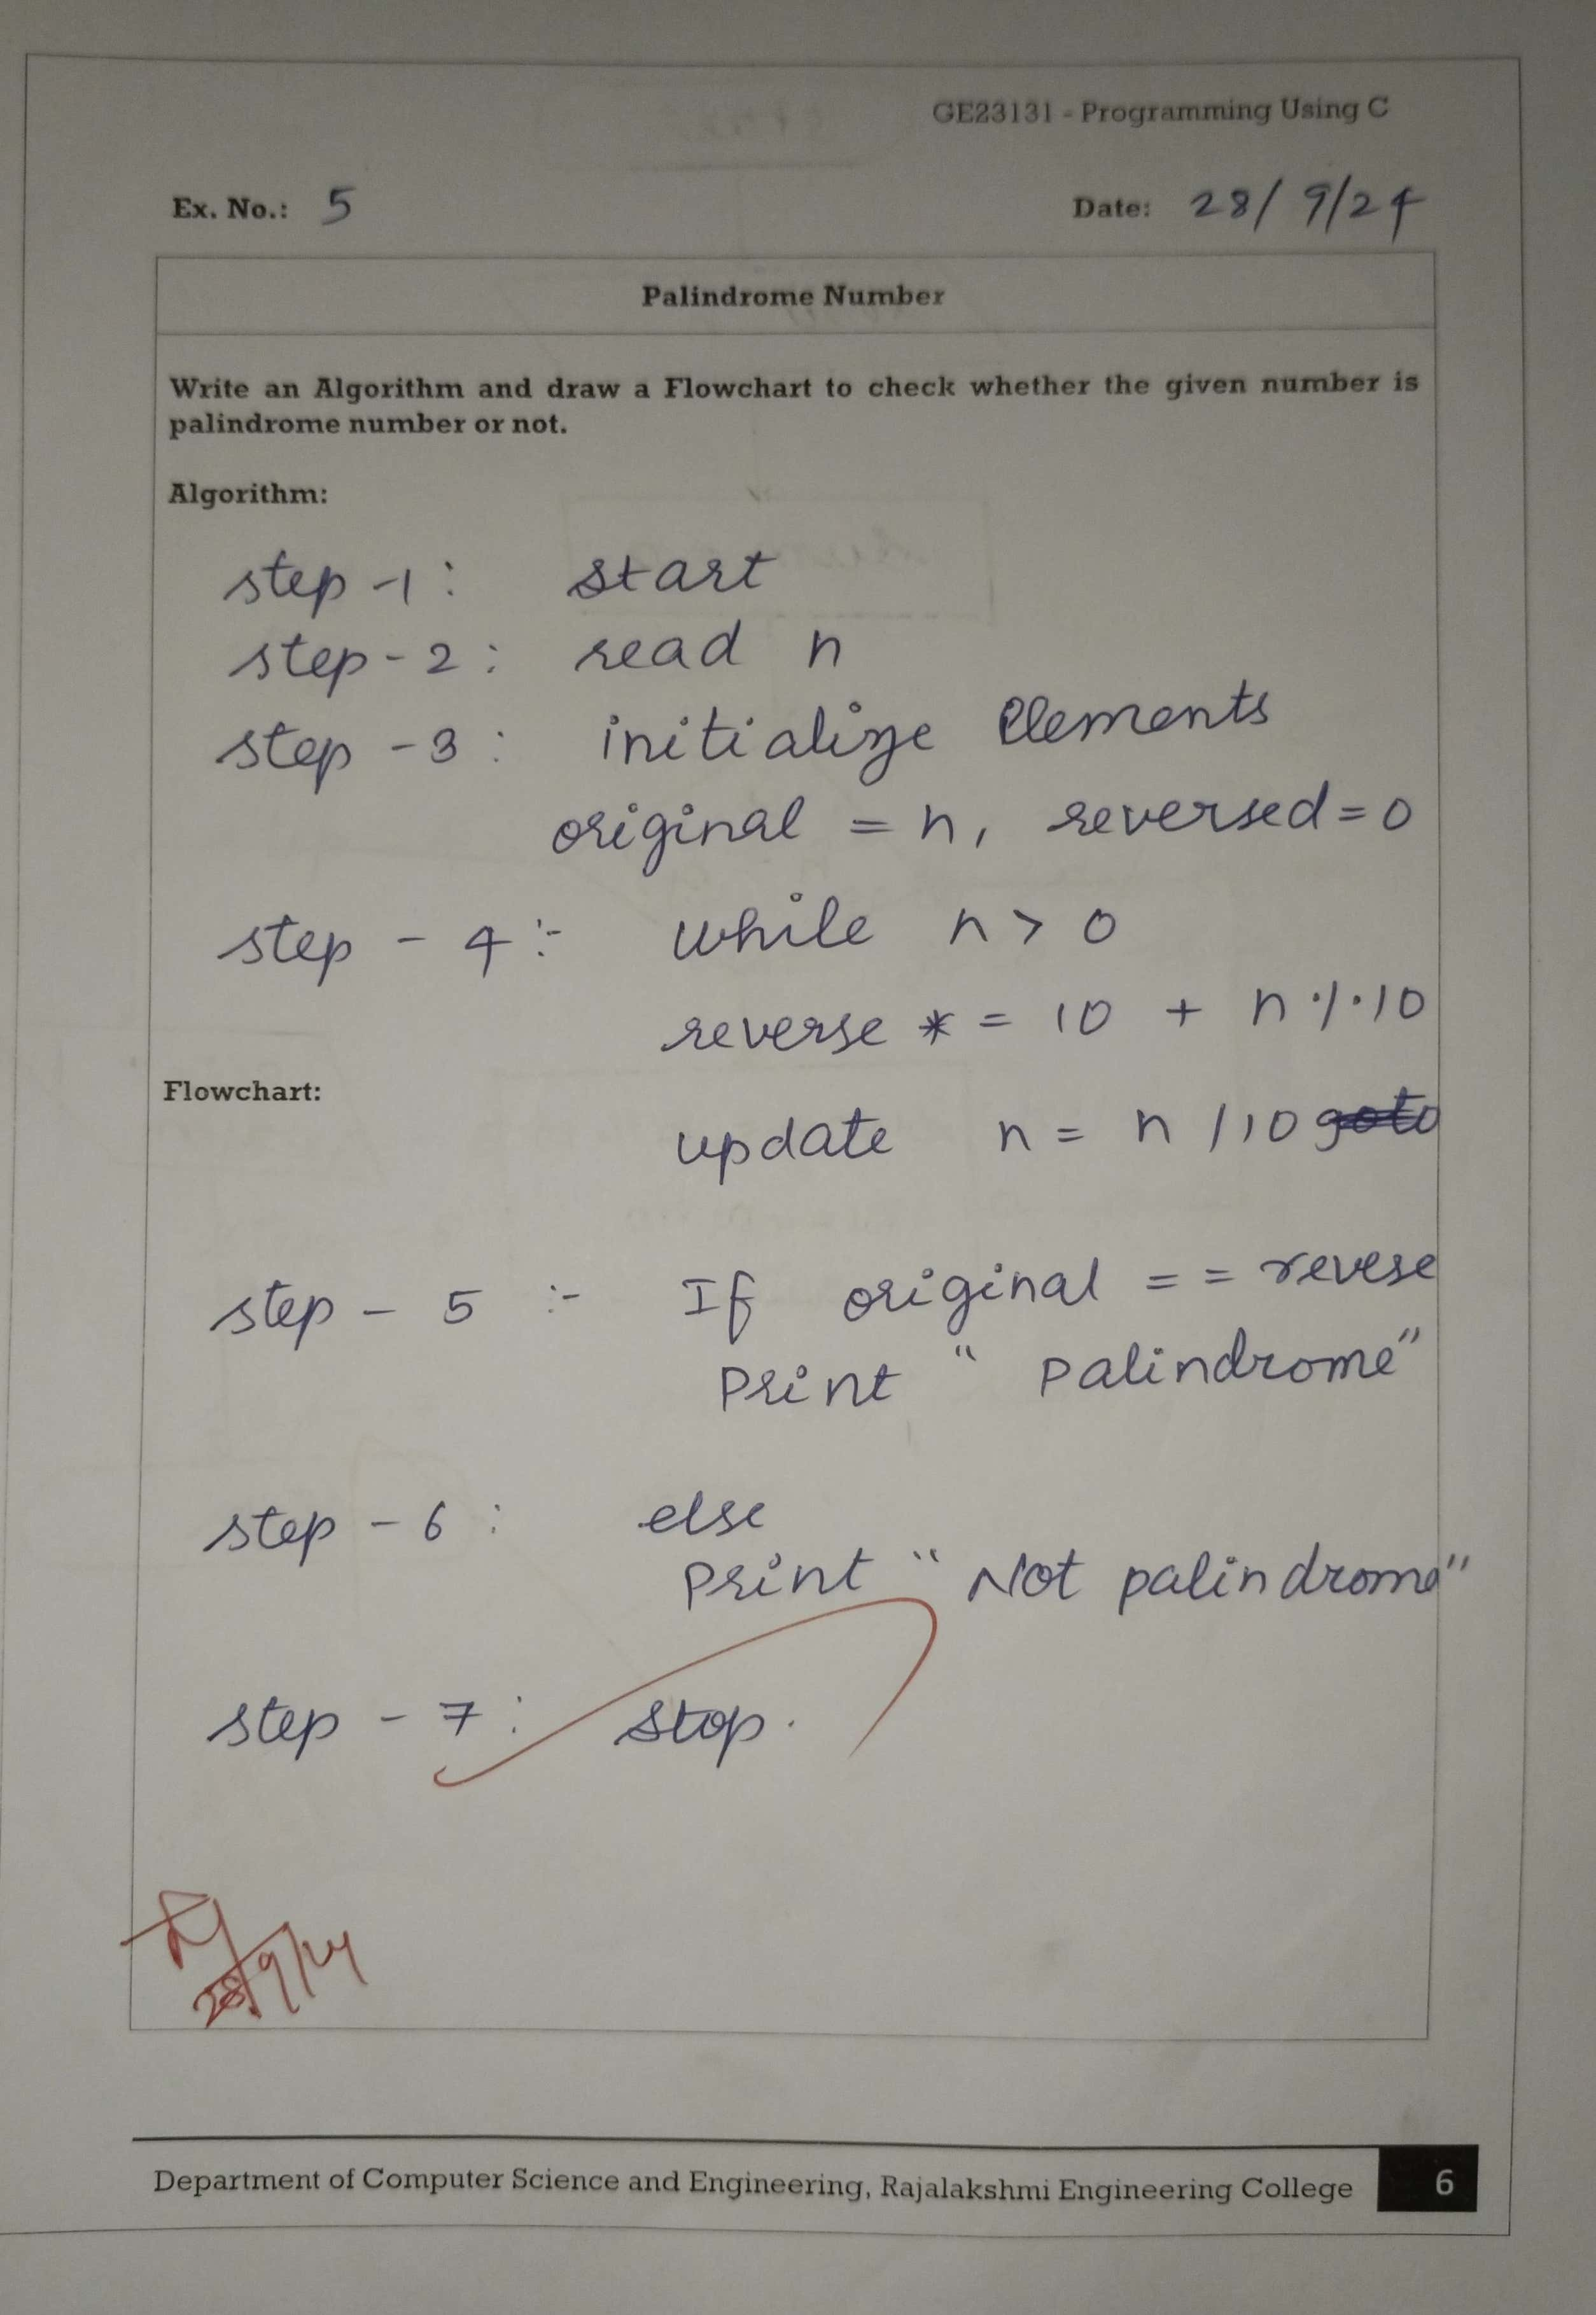 GE23131 - Programming Using C
Ex. No.: 5 Date: 28/9/24
Palindrome Number
Write an Algorithm and draw a Flowchart to check whether the given number is
palindrome number or not.
Algorithm:
step -1 : start
step - 2 : read n
step - 3 : initialize Elements
original = n, reversed = 0
step - 4 :- while n > 0
reverse * = 10 + n % 10
Flowchart:
update n = n / 10 goto
step - 5 :- If original = = revese
Print " palindrome"
step - 6 : else
Print " Not palindrome"
step - 7 : stop.
28/9/24
Department of Computer Science and Engineering, Rajalakshmi Engineering College 6